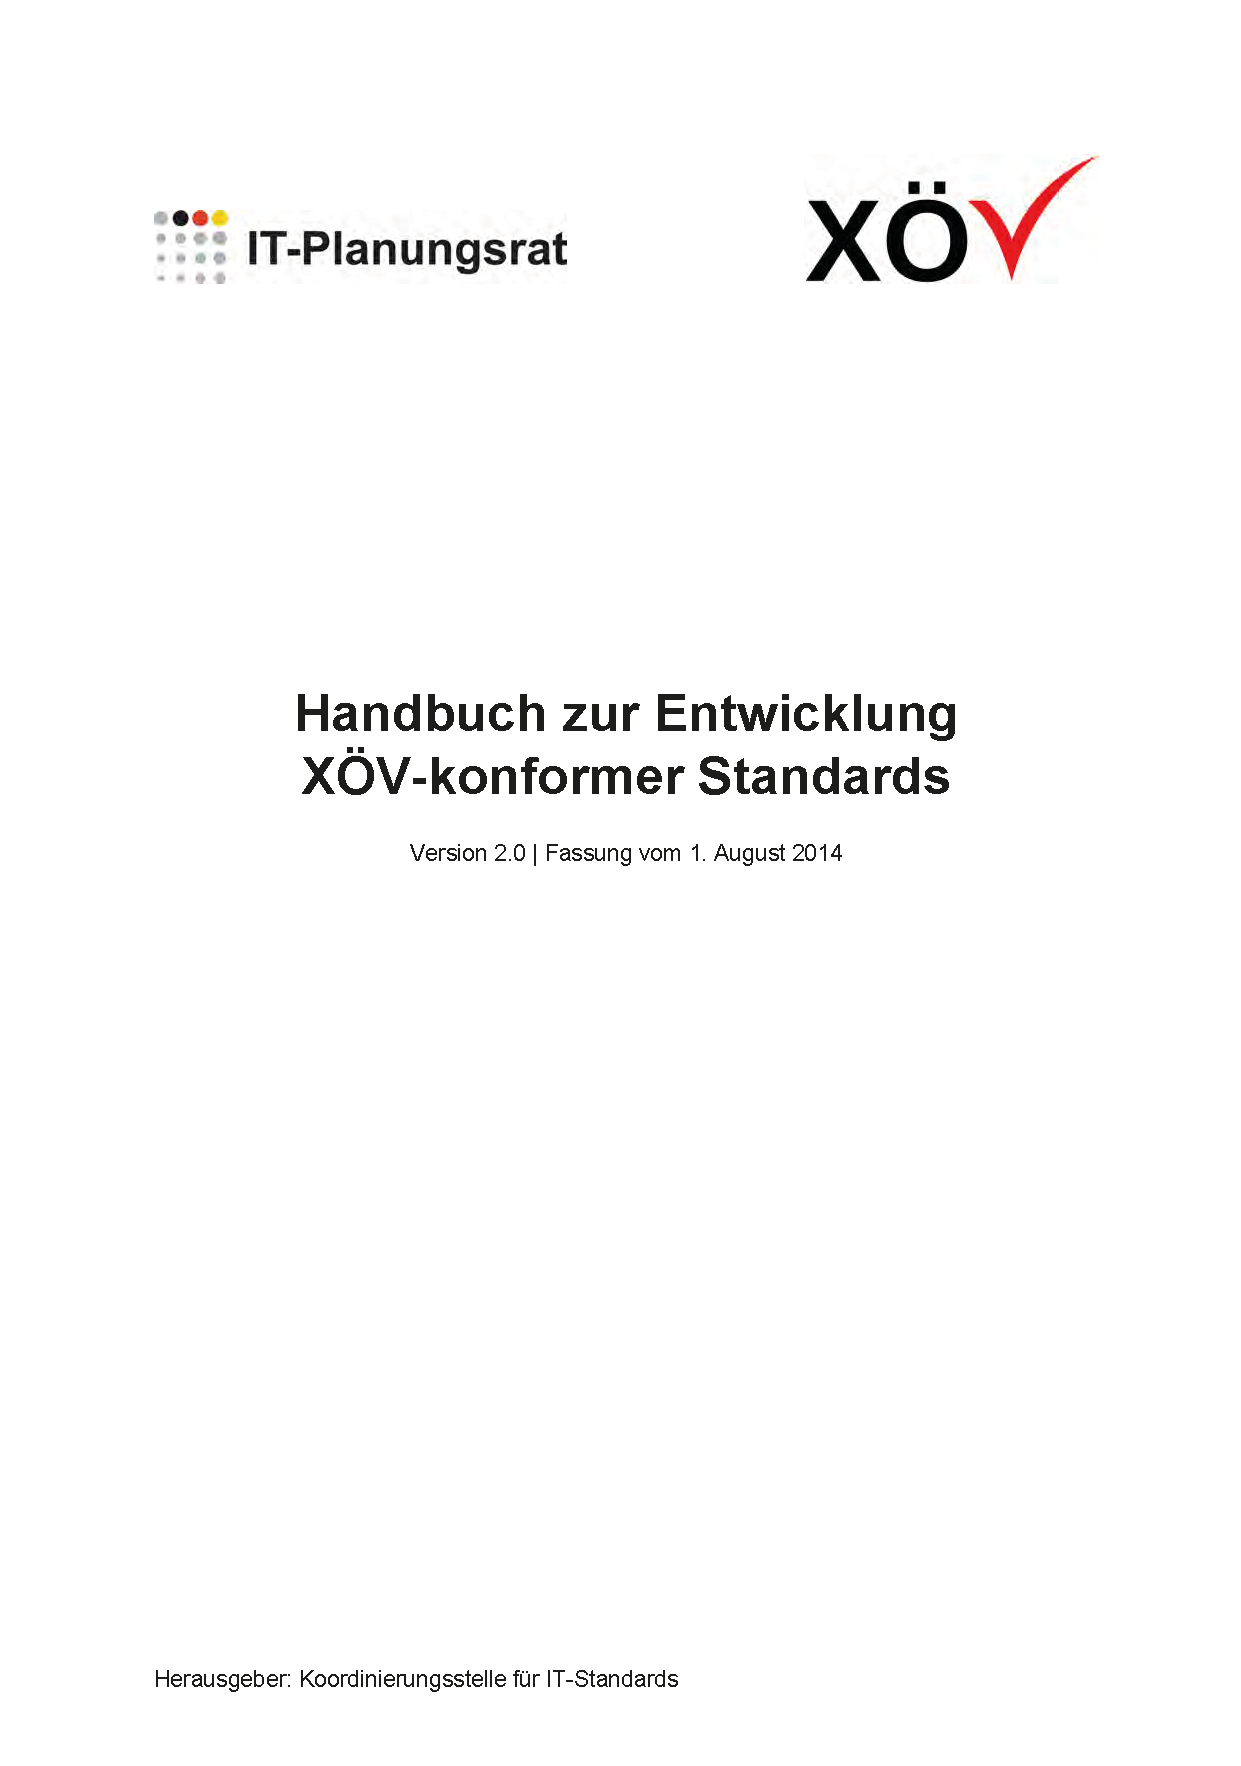 IT-Planungsrat
XÖV
Handbuch zur Entwicklung
XÖV-konformer Standards
Version 2.0 | Fassung vom 1. August 2014
Herausgeber: Koordinierungsstelle für IT-Standards